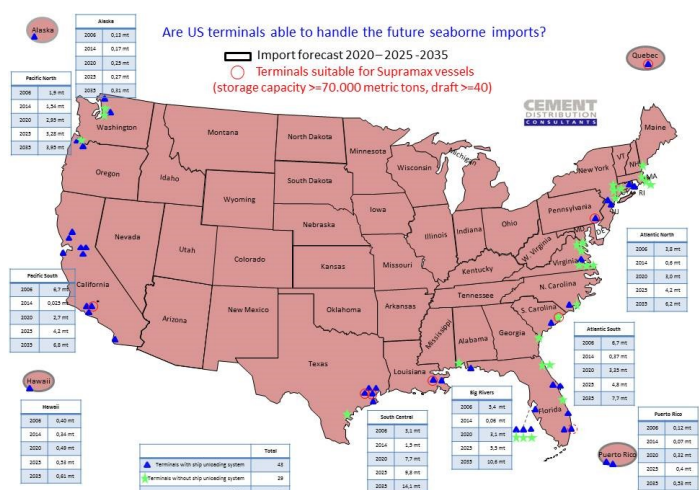 Are US terminals able to handle the future seaborne imports?
Import forecast 2020-2025-2035
Terminals suitable for Supramax vessels
(storage capacity >=70.000 metric tons, draft >=40)
CEMENT
DISTRIBUTION
CONSULTANTS
Alaska
Alaska
2006 0,13 mt
2014 0,17 mt
2020 0,25 mt
2025 0,27 mt
2035 0,31 mt
Pacific North
2006 1,9 mt
2014 1,54 mt
2020 2,95 mt
2025 3,28 mt
2035 3,95 mt
Quebec
Washington
Oregon
California
Nevada
Idaho
Montana
Wyoming
Utah
Arizona
Colorado
New Mexico
North Dakota
South Dakota
Nebraska
Kansas
Oklahoma
Texas
Minnesota
Iowa
Missouri
Arkansas
Louisiana
Wisconsin
Michigan
Illinois
Indiana
Ohio
Kentucky
Tennessee
Mississippi
Alabama
Georgia
Florida
S. Carolina
N. Carolina
Virginia
W. Virginia
Pennsylvania
New York
VT
NH
Maine
MA
RI
NJ
DE
Atlantic North
2006 3,8 mt
2014 0,6 mt
2020 3,0 mt
2025 4,2 mt
2035 6,2 mt
Pacific South
2006 6,7 mt
2014 0,025 mt
2020 2,7 mt
2025 4,2 mt
2035 6,8 mt
Atlantic South
2006 6,7 mt
2014 0,37 mt
2020 3,35 mt
2025 4,8 mt
2035 7,7 mt
Hawaii
Hawaii
2006 0,40 mt
2014 0,34 mt
2020 0,48 mt
2025 0,53 mt
2035 0,61 mt
South Central
2006 5,1 mt
2014 1,9 mt
2020 7,7 mt
2025 9,8 mt
2035 14,1 mt
Big Rivers
2006 5,4 mt
2014 0,06 mt
2020 3,1 mt
2025 5,5 mt
2035 10,6 mt
Puerto Rico
2006 0,12 mt
2014 0,07 mt
2020 0,32 mt
2025 0,4 mt
2035 0,53 mt
Puerto Rico
Total
Terminals with ship unloading system 43
Terminals without ship unloading system 29